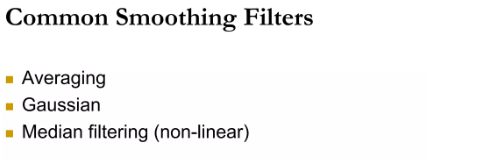 Common Smoothing Filters
Averaging
Gaussian
Median filtering (non-linear)